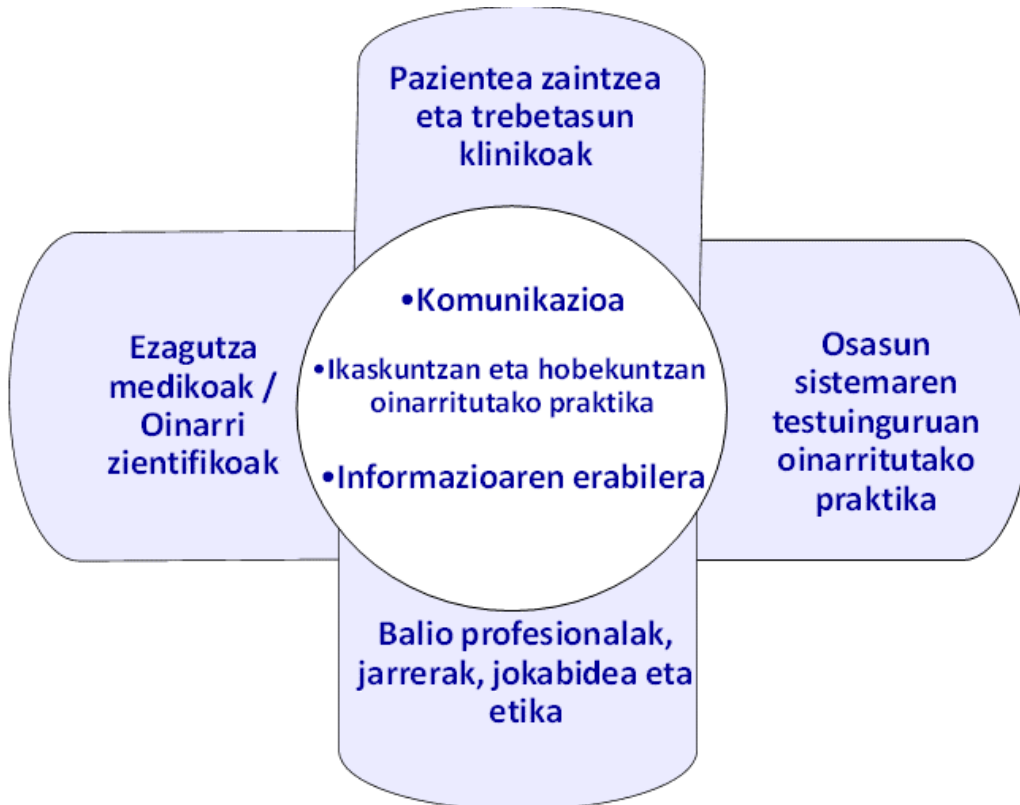 Pazientea zaintzea
eta trebetasun
klinikoak
Ezagutza
medikoak /
Oinarri
zientifikoak
•Komunikazioa
•Ikaskuntzan eta hobekuntzan
oinarritutako praktika
•Informazioaren erabilera
Osasun
sistemaren
testuinguruan
oinarritutako
praktika
Balio profesionalak,
jarrerak, jokabidea eta
etika